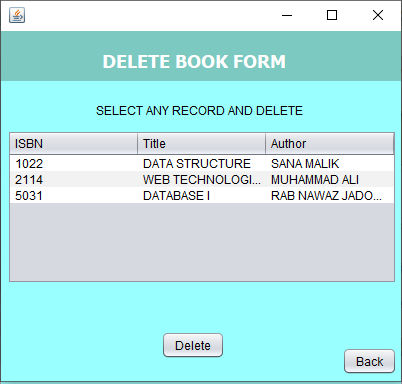 DELETE BOOK FORM
SELECT ANY RECORD AND DELETE
ISBN Title Author
1022 DATA STRUCTURE SANA MALIK
2114 WEB TECHNOLOGI... MUHAMMAD ALI
5031 DATABASE I RAB NAWAZ JADO...
Delete
Back